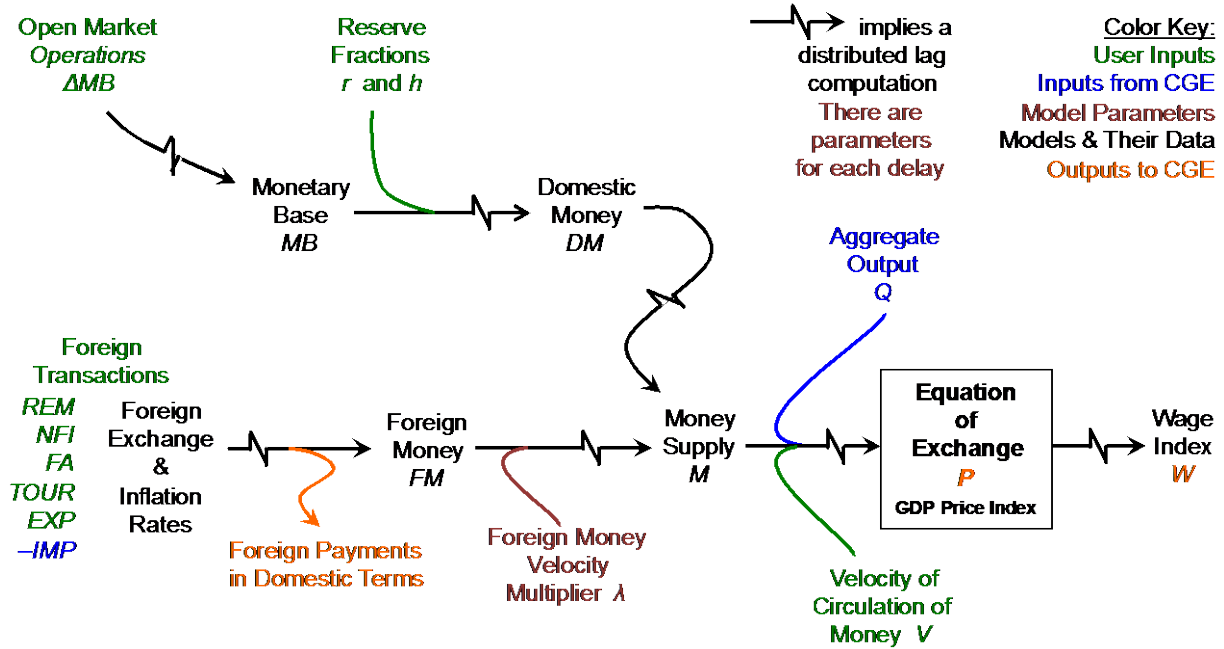 Open Market
Operations
ΔMB
Reserve
Fractions
r and h
implies a
distributed lag
computation
There are
parameters
for each delay
Color Key:
User Inputs
Inputs from CGE
Model Parameters
Models & Their Data
Outputs to CGE
Monetary
Base
MB
Domestic
Money
DM
Aggregate
Output
Q
Foreign
Transactions
REM
NFI
FA
TOUR
EXP
–IMP
Foreign
Exchange
&
Inflation
Rates
Foreign
Money
FM
Money
Supply
M
Equation
of
Exchange
P
GDP Price Index
Wage
Index
W
Foreign Payments
in Domestic Terms
Foreign Money
Velocity
Multiplier λ
Velocity of
Circulation of
Money V